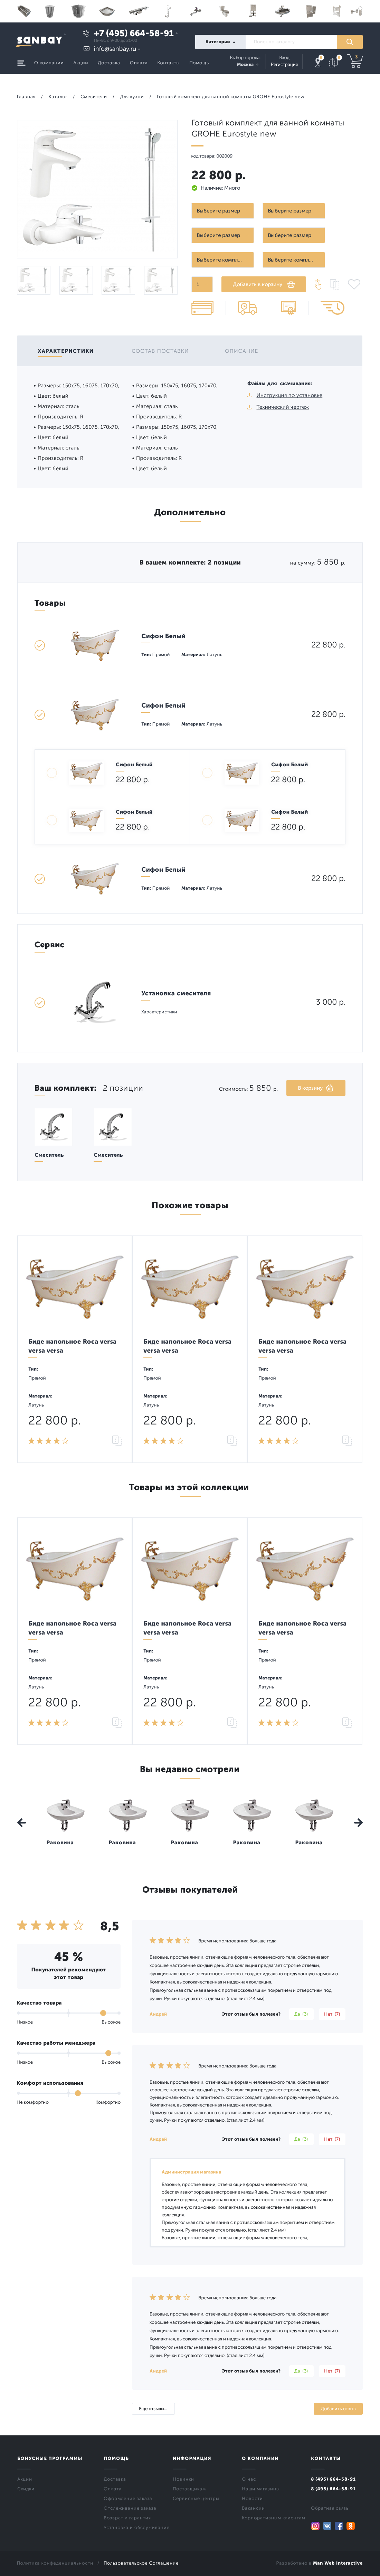 SANBAY
+7 (495) 664-58-91
info@sanbay.ru
Категории
Выбор города:
Москва
Вход
Регистрация
3
О компании
Акции
Доставка
Оплата
Контакты
Помощь
Главная / Каталог / Смесители / Для кухни / Готовый комплект для ванной комнаты GROHE Eurostyle new
Готовый комплект для ванной комнаты
GROHE Eurostyle new
код товара: 002009
22 800 р.
Наличие: Много
Выберите размер
Выберите размер
Выберите размер
Выберите размер
Выберите компл...
Выберите компл...
1
Добавить в корзину
ХАРАКТЕРИСТИКИ
СОСТАВ ПОСТАВКИ
ОПИСАНИЕ
• Размеры: 150x75, 16075, 170x70,
• Цвет: белый
• Материал: сталь
• Производитель: R
• Размеры: 150x75, 16075, 170x70,
• Цвет: белый
• Материал: сталь
• Производитель: R
• Цвет: белый
• Размеры: 150x75, 16075, 170x70,
• Цвет: белый
• Материал: сталь
• Производитель: R
• Размеры: 150x75, 16075, 170x70,
• Цвет: белый
• Материал: сталь
• Производитель: R
• Цвет: белый
Файлы для скачивания:
Инструкция по установке
Технический чертеж
Дополнительно
В вашем комплекте: 2 позиции
на сумму: 5 850 р.
Товары
Сифон Белый
Тип: Прямой
Материал: Латунь
22 800 р.
Сифон Белый
Тип: Прямой
Материал: Латунь
22 800 р.
Сифон Белый
22 800 р.
Сифон Белый
22 800 р.
Сифон Белый
22 800 р.
Сифон Белый
22 800 р.
Сифон Белый
Тип: Прямой
Материал: Латунь
22 800 р.
Сервис
Установка смесителя
Характеристики
3 000 р.
Ваш комплект: 2 позиции
Стоимость: 5 850 р.
В корзину
Смеситель
Смеситель
Похожие товары
Биде напольное Roca versa
versa versa
Тип:
Прямой
Материал:
Латунь
22 800 р.
Биде напольное Roca versa
versa versa
Тип:
Прямой
Материал:
Латунь
22 800 р.
Биде напольное Roca versa
versa versa
Тип:
Прямой
Материал:
Латунь
22 800 р.
Товары из этой коллекции
Биде напольное Roca versa
versa versa
Тип:
Прямой
Материал:
Латунь
22 800 р.
Биде напольное Roca versa
versa versa
Тип:
Прямой
Материал:
Латунь
22 800 р.
Биде напольное Roca versa
versa versa
Тип:
Прямой
Материал:
Латунь
22 800 р.
Вы недавно смотрели
Раковина
Раковина
Раковина
Раковина
Раковина
Отзывы покупателей
8,5
45 %
Покупателей рекомендуют
этот товар
Качество товара
Низкое
Высокое
Качество работы менеджера
Низкое
Высокое
Комфорт использования
Не комфортно
Комфортно
Время использования: больше года
Базовые, простые линии, отвечающие формам человеческого тела, обеспечивают
хорошее настроение каждый день. Эта коллекция предлагает строгие отделки,
функциональность и элегантность которых создает идеально продуманную гармонию.
Компактная, высококачественная и надежная коллекция.
Прямоугольная стальная ванна с противоскользящим покрытием и отверстием под
ручки. Ручки покупаются отдельно. (стал.лист 2.4 мм)
Андрей
Этот отзыв был полезен?
Да (3)
Нет (7)
Время использования: больше года
Базовые, простые линии, отвечающие формам человеческого тела, обеспечивают
хорошее настроение каждый день. Эта коллекция предлагает строгие отделки,
функциональность и элегантность которых создает идеально продуманную гармонию.
Компактная, высококачественная и надежная коллекция.
Прямоугольная стальная ванна с противоскользящим покрытием и отверстием под
ручки. Ручки покупаются отдельно. (стал.лист 2.4 мм)
Андрей
Этот отзыв был полезен?
Да (3)
Нет (7)
Администрация магазина
Базовые, простые линии, отвечающие формам человеческого тела,
обеспечивают хорошее настроение каждый день. Эта коллекция предлагает
строгие отделки, функциональность и элегантность которых создает идеально
продуманную гармонию. Компактная, высококачественная и надежная
коллекция.
Прямоугольная стальная ванна с противоскользящим покрытием и отверстием
под ручки. Ручки покупаются отдельно. (стал.лист 2.4 мм)
Базовые, простые линии, отвечающие формам человеческого тела,
Время использования: больше года
Базовые, простые линии, отвечающие формам человеческого тела, обеспечивают
хорошее настроение каждый день. Эта коллекция предлагает строгие отделки,
функциональность и элегантность которых создает идеально продуманную гармонию.
Компактная, высококачественная и надежная коллекция.
Прямоугольная стальная ванна с противоскользящим покрытием и отверстием под
ручки. Ручки покупаются отдельно. (стал.лист 2.4 мм)
Андрей
Этот отзыв был полезен?
Да (3)
Нет (7)
Еще отзывы...
Добавить отзыв
БОНУСНЫЕ ПРОГРАММЫ
Акции
Скидки
ПОМОЩЬ
Доставка
Оплата
Оформление заказа
Отслеживание заказа
Возврат и гарантия
Установка и обслуживание
ИНФОРМАЦИЯ
Новинки
Поставщикам
Сервисные центры
О КОМПАНИИ
О нас
Наши магазины
Новости
Вакансии
Корпоративным клиентам
КОНТАКТЫ
8 (495) 664-58-91
8 (495) 664-58-91
Обратная связь
Политика конфиденциальности / Пользовательское Соглашение
Разработано в Man Web Interactive